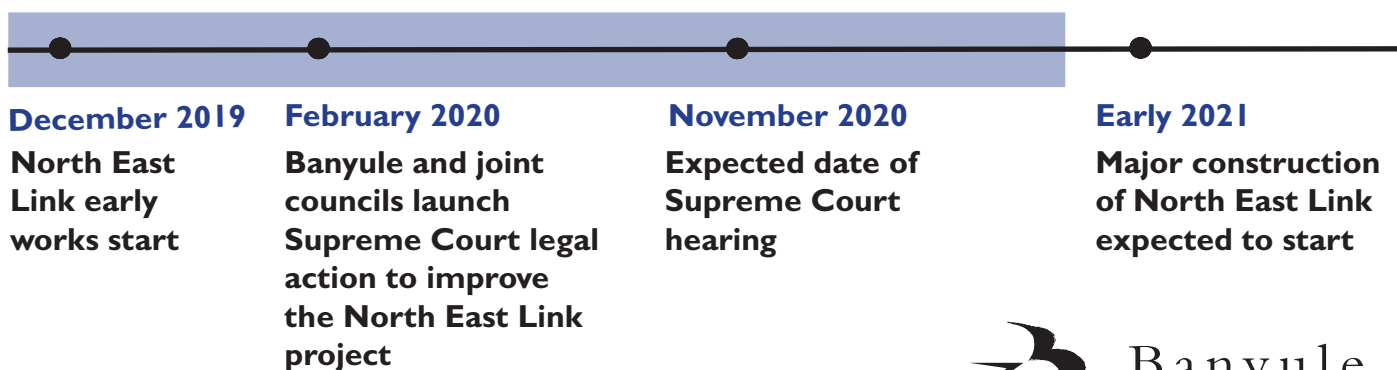 December 2019
North East
Link early
works start
February 2020
Banyule and joint
councils launch
Supreme Court legal
action to improve
the North East Link
project
November 2020
Expected date of
Supreme Court
hearing
Early 2021
Major construction
of North East Link
expected to start
Banyule